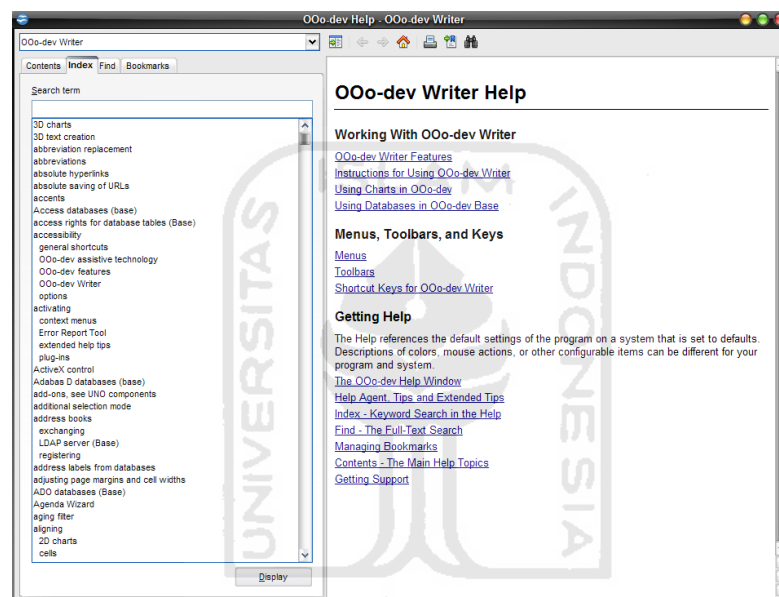 OOo-dev Help - OOo-dev Writer
OOo-dev Writer
Contents Index Find Bookmarks
Search term
3D charts
3D text creation
abbreviation replacement
abbreviations
absolute hyperlinks
absolute saving of URLs
accents
Access databases (base)
access rights for database tables (Base)
accessibility
general shortcuts
OOo-dev assistive technology
OOo-dev features
OOo-dev Writer
options
activating
context menus
Error Report Tool
extended help tips
plug-ins
ActiveX control
Adabas D databases (base)
add-ons, see UNO components
additional selection mode
address books
exchanging
LDAP server (Base)
registering
address labels from databases
adjusting page margins and cell widths
ADO databases (Base)
Agenda Wizard
aging filter
aligning
2D charts
cells
Display
OOo-dev Writer Help
Working With OOo-dev Writer
OOo-dev Writer Features
Instructions for Using OOo-dev Writer
Using Charts in OOo-dev
Using Databases in OOo-dev Base
Menus, Toolbars, and Keys
Menus
Toolbars
Shortcut Keys for OOo-dev Writer
Getting Help
The Help references the default settings of the program on a system that is set to defaults.
Descriptions of colors, mouse actions, or other configurable items can be different for your
program and system.
The OOo-dev Help Window
Help Agent, Tips and Extended Tips
Index - Keyword Search in the Help
Find - The Full-Text Search
Managing Bookmarks
Contents - The Main Help Topics
Getting Support
UNIVERSITAS
ISLAM
INDONESIA